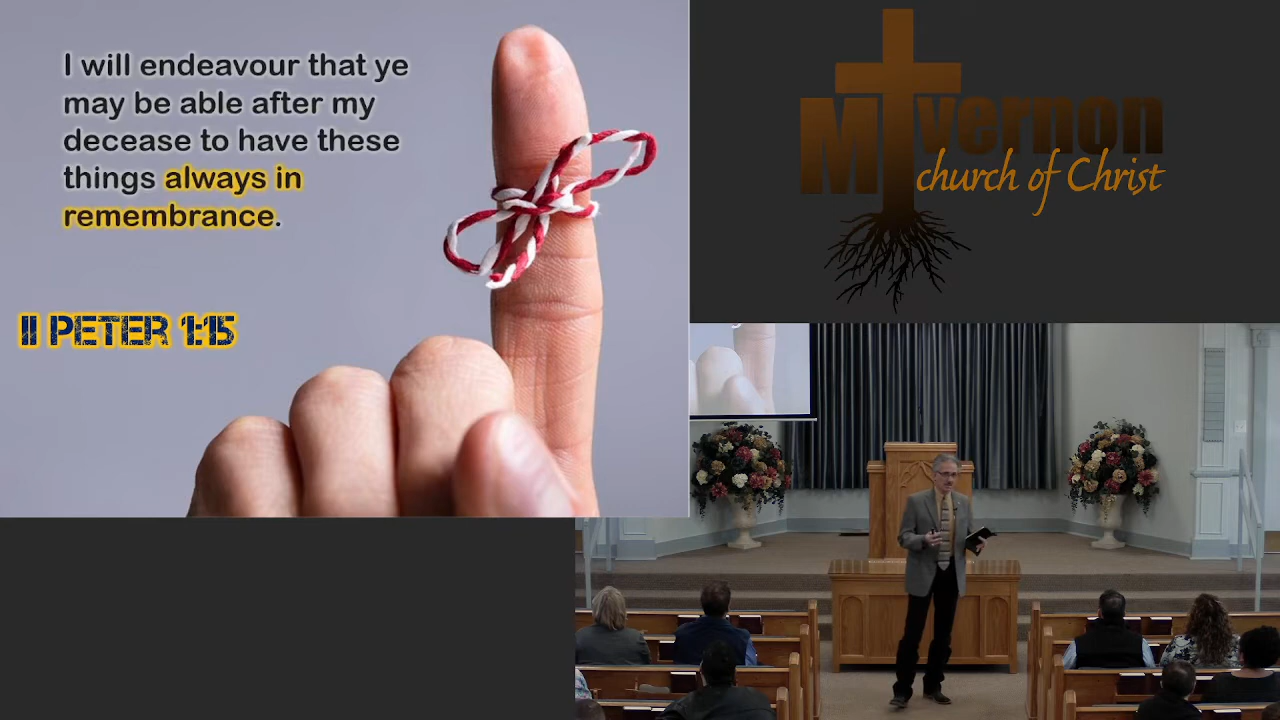 I will endeavour that ye
may be able after my
decease to have these
things always in
remembrance.
II PETER 1:15
Mt vernon
church of Christ